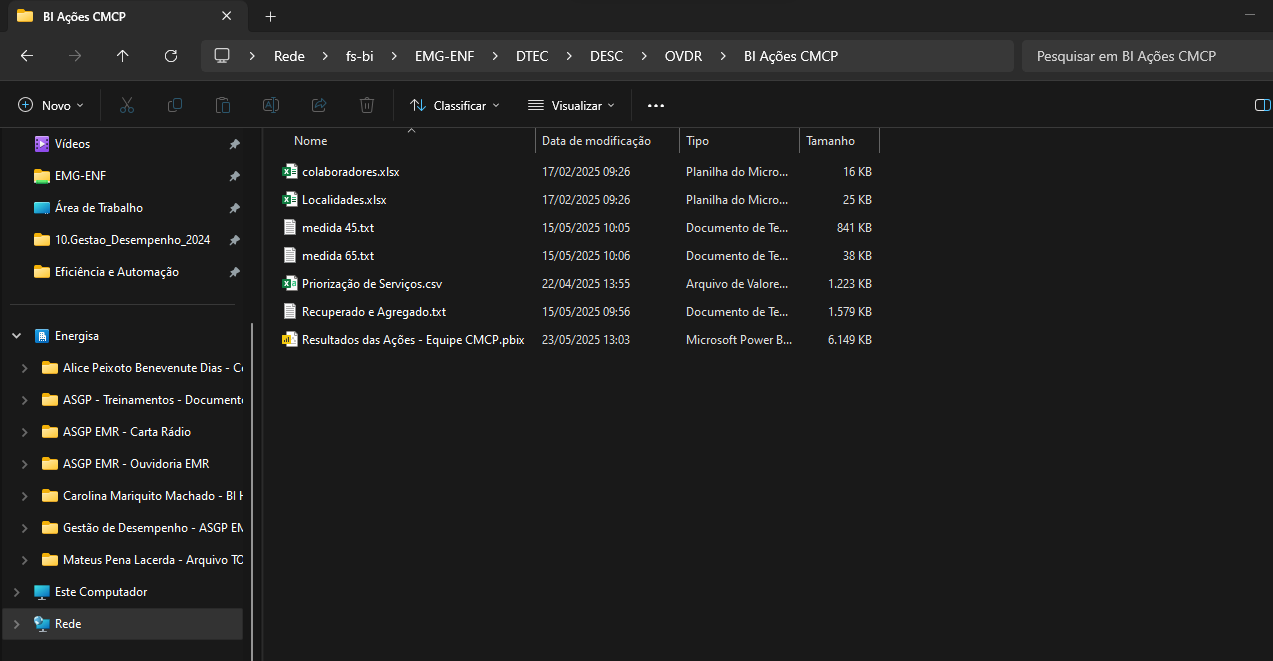 BI Ações CMCP
Rede > fs-bi > EMG-ENF > DTEC > DESC > OVDR > BI Ações CMCP
Pesquisar em BI Ações CMCP
Novo
Classificar
Visualizar
Nome Data de modificação Tipo Tamanho
colaboradores.xlsx 17/02/2025 09:26 Planilha do Micro... 16 KB
Localidades.xlsx 17/02/2025 09:26 Planilha do Micro... 25 KB
medida 45.txt 15/05/2025 10:05 Documento de Te... 841 KB
medida 65.txt 15/05/2025 10:06 Documento de Te... 38 KB
Priorização de Serviços.csv 22/04/2025 13:55 Arquivo de Valore... 1.223 KB
Recuperado e Agregado.txt 15/05/2025 09:56 Documento de Te... 1.579 KB
Resultados das Ações - Equipe CMCP.pbix 23/05/2025 13:03 Microsoft Power B... 6.149 KB
Vídeos
EMG-ENF
Área de Trabalho
10.Gestao_Desempenho_2024
Eficiência e Automação
Energisa
Alice Peixoto Benevenute Dias - Co
ASGP - Treinamentos - Documento
ASGP EMR - Carta Rádio
ASGP EMR - Ouvidoria EMR
Carolina Mariquito Machado - BI H
Gestão de Desempenho - ASGP EM
Mateus Pena Lacerda - Arquivo TO
Este Computador
Rede